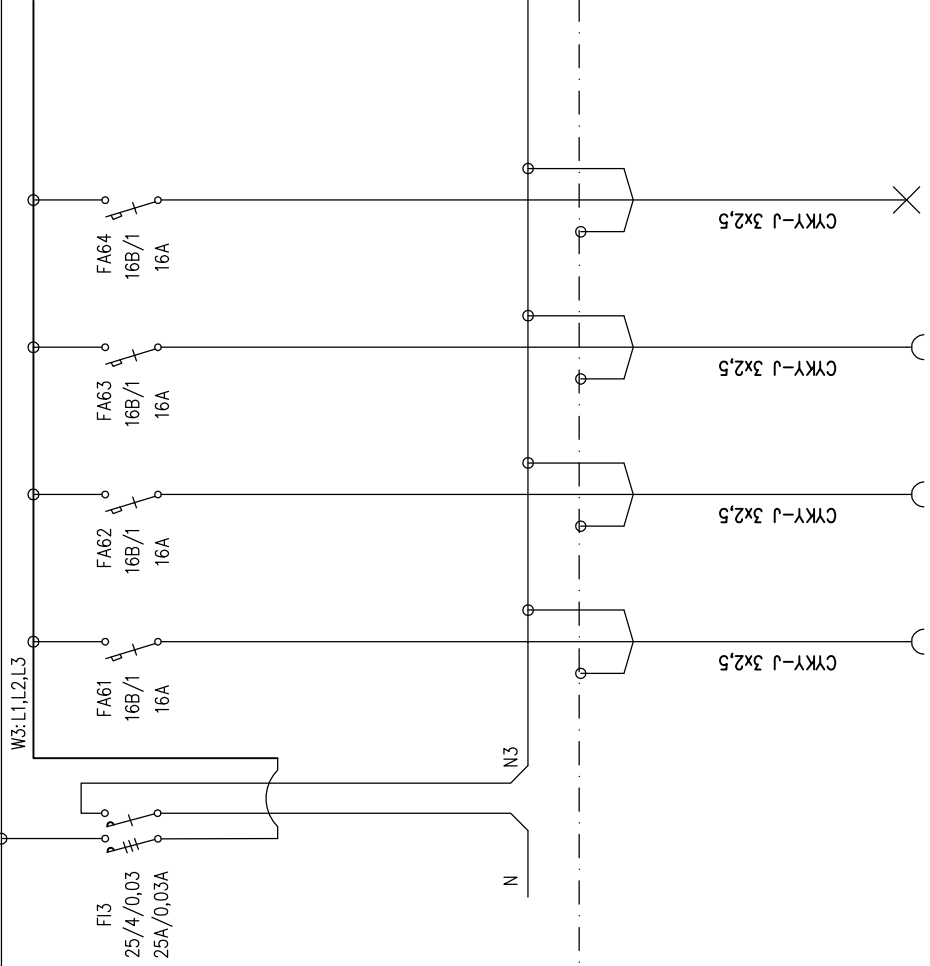 W3:L1,L2,L3
FI3
25/4/0,03
25A/0,03A
N
N3
FA61
16B/1
16A
CYKY-J 3x2,5
FA62
16B/1
16A
CYKY-J 3x2,5
FA63
16B/1
16A
CYKY-J 3x2,5
FA64
16B/1
16A
CYKY-J 3x2,5